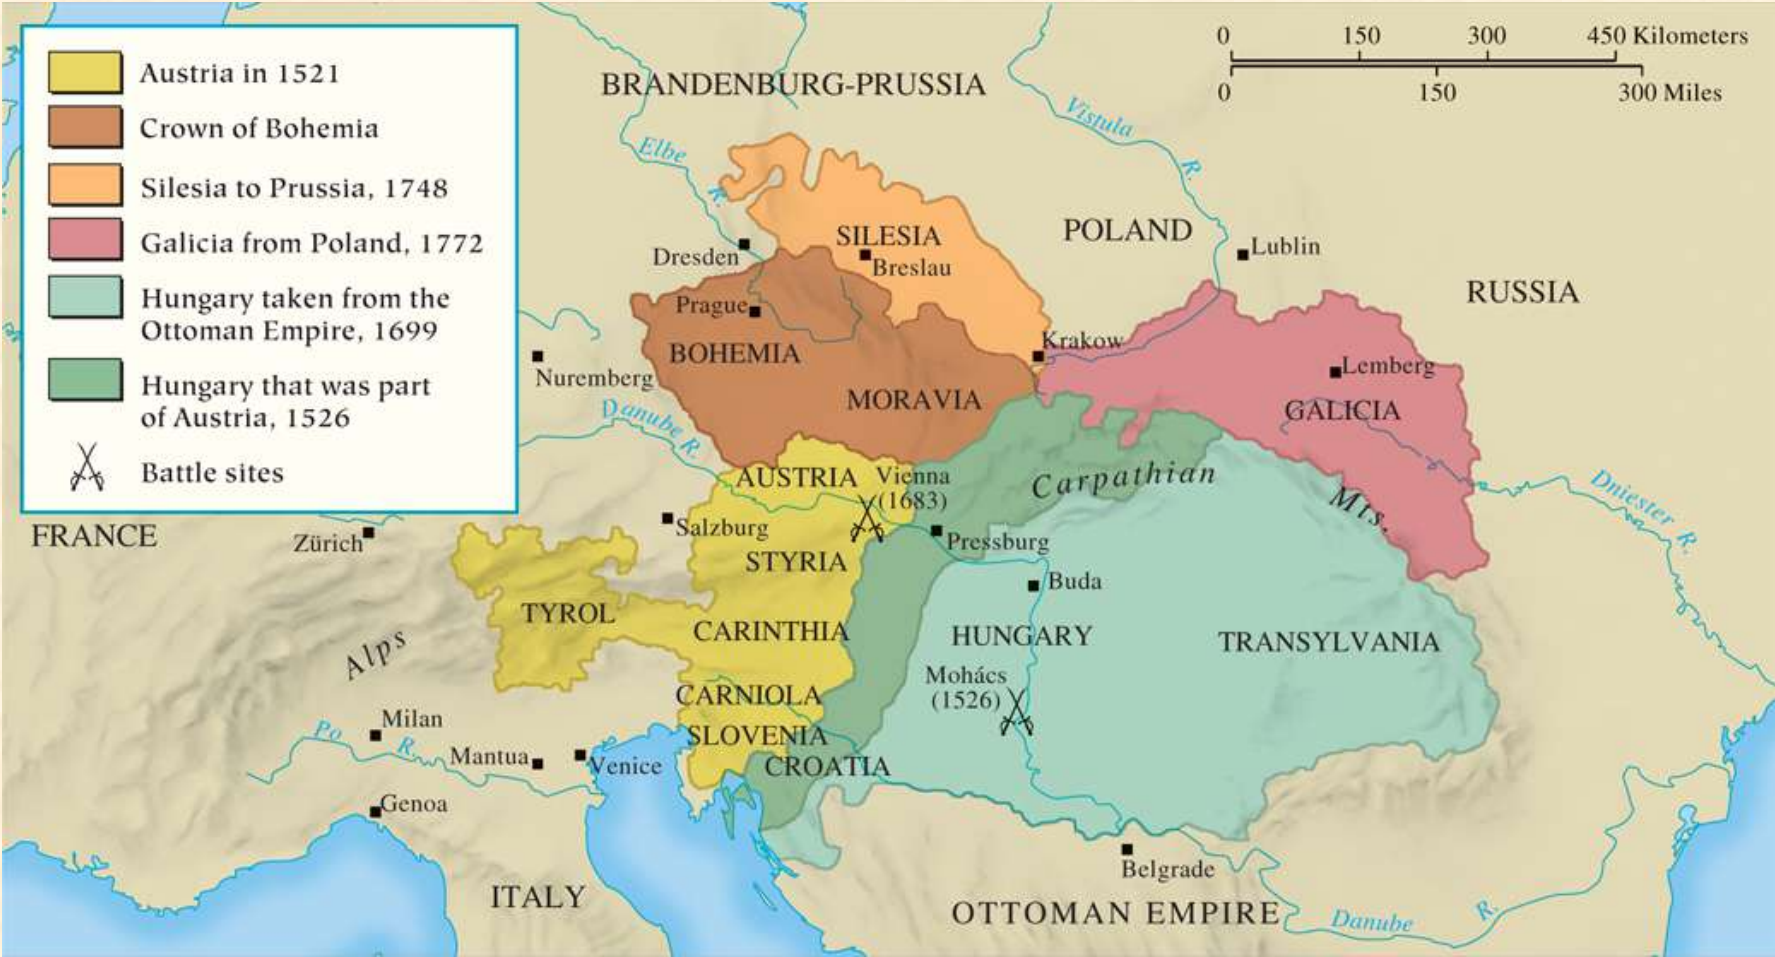 Austria in 1521
Crown of Bohemia
Silesia to Prussia, 1748
Galicia from Poland, 1772
Hungary taken from the
Ottoman Empire, 1699
Hungary that was part
of Austria, 1526
Battle sites
0 150 300 450 Kilometers
0 150 300 Miles
BRANDENBURG-PRUSSIA
Vistula
R.
Elbe
R.
POLAND
SILESIA
Breslau
Lublin
Dresden
RUSSIA
Prague
Krakow
BOHEMIA
Nuremberg
Lemberg
MORAVIA
GALICIA
Danube R.
AUSTRIA
Vienna
(1683)
Carpathian
Mts.
Dniester
R.
FRANCE
Zürich
Salzburg
Pressburg
STYRIA
Buda
TYROL
CARINTHIA
HUNGARY
TRANSYLVANIA
Alps
Mohács
(1526)
CARNIOLA
SLOVENIA
CROATIA
Milan
Po
R.
Mantua
Venice
Genoa
Belgrade
ITALY
OTTOMAN EMPIRE
Danube
R.